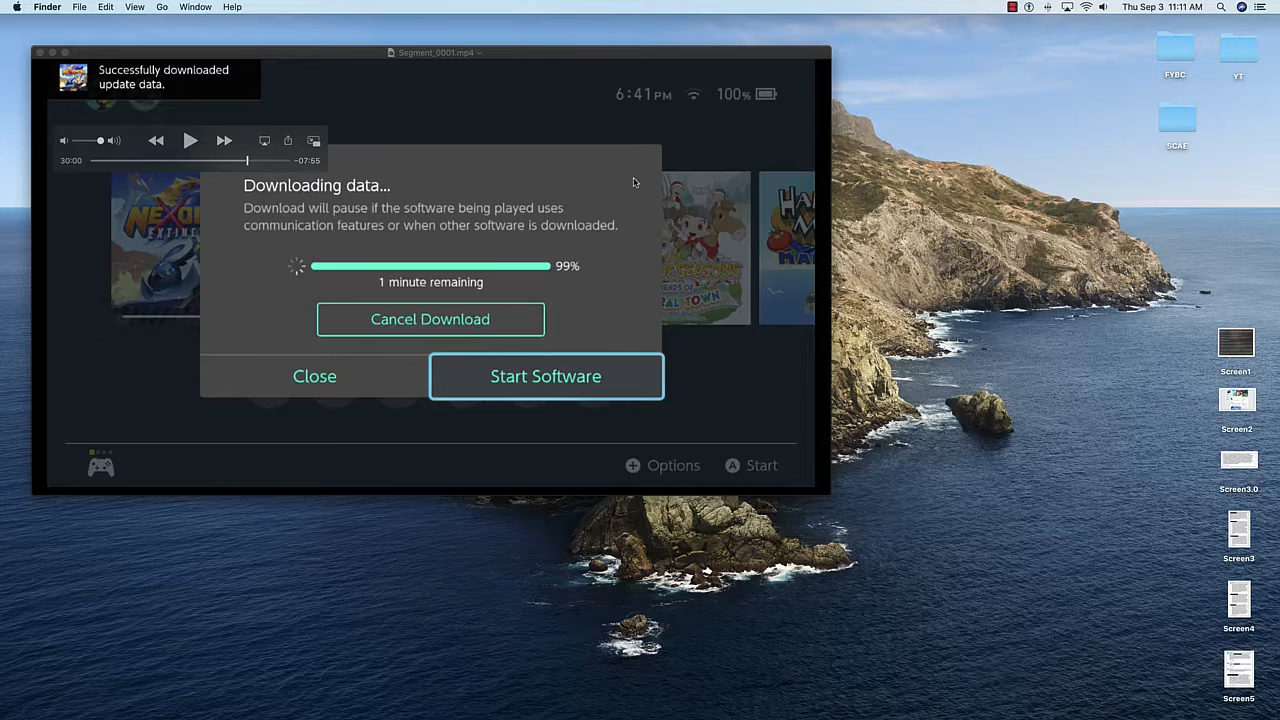 Finder File Edit View Go Window Help
Thu Sep 3 11:11 AM
Segment_0001.mp4
Successfully downloaded
update data.
6:41 PM 100%
30:00 -07:55
Downloading data...
Download will pause if the software being played uses
communication features or when other software is downloaded.
99%
1 minute remaining
Cancel Download
Close Start Software
Options A Start
FYBC
YT
SCAE
Screen1
Screen2
Screen3.0
Screen3
Screen4
Screen5